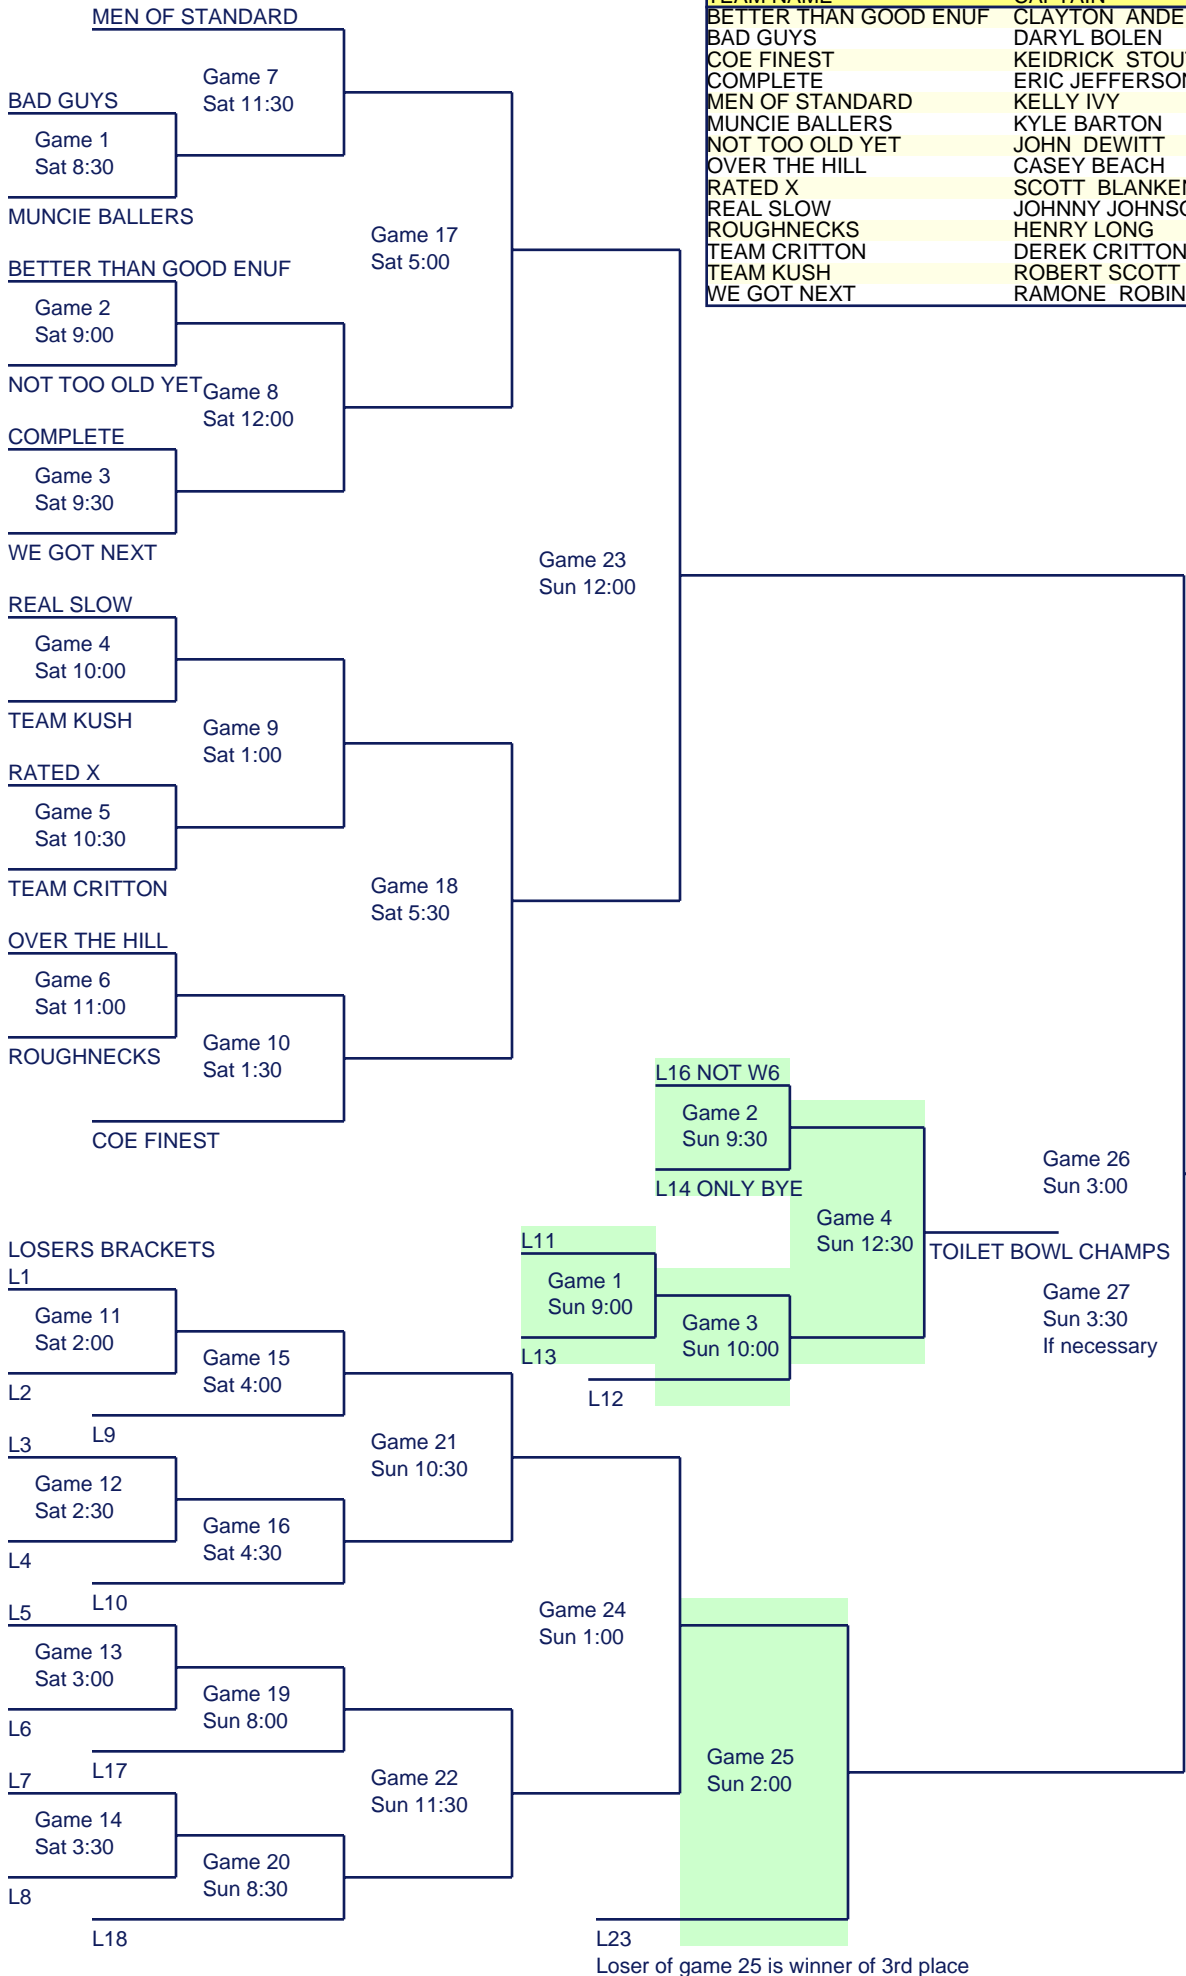 MEN OF STANDARD
Game 7
Sat 11:30
BAD GUYS
Game 1
Sat 8:30
MUNCIE BALLERS
Game 17
Sat 5:00
BETTER THAN GOOD ENUF
Game 2
Sat 9:00
NOT TOO OLD YET
Game 8
Sat 12:00
COMPLETE
Game 3
Sat 9:30
WE GOT NEXT
Game 23
Sun 12:00
REAL SLOW
Game 4
Sat 10:00
TEAM KUSH
Game 9
Sat 1:00
RATED X
Game 5
Sat 10:30
TEAM CRITTON
Game 18
Sat 5:30
OVER THE HILL
Game 6
Sat 11:00
ROUGHNECKS
Game 10
Sat 1:30
COE FINEST
BETTER THAN GOOD ENUF CLAYTON ANDE
BAD GUYS DARYL BOLEN
COE FINEST KEIDRICK STOU
COMPLETE ERIC JEFFERSON
MEN OF STANDARD KELLY IVY
MUNCIE BALLERS KYLE BARTON
NOT TOO OLD YET JOHN DEWITT
OVER THE HILL CASEY BEACH
RATED X SCOTT BLANKEN
REAL SLOW JOHNNY JOHNSO
ROUGHNECKS HENRY LONG
TEAM CRITTON DEREK CRITTON
TEAM KUSH ROBERT SCOTT
WE GOT NEXT RAMONE ROBIN
L16 NOT W6
Game 2
Sun 9:30
L14 ONLY BYE
Game 4
Sun 12:30
L11
Game 1
Sun 9:00
L13
Game 3
Sun 10:00
L12
TOILET BOWL CHAMPS
Game 26
Sun 3:00
Game 27
Sun 3:30
If necessary
LOSERS BRACKETS
L1
Game 11
Sat 2:00
L2
Game 15
Sat 4:00
L9
L3
Game 12
Sat 2:30
L4
Game 16
Sat 4:30
L10
Game 21
Sun 10:30
L5
Game 13
Sat 3:00
L6
Game 19
Sun 8:00
L17
L7
Game 14
Sat 3:30
L8
Game 20
Sun 8:30
L18
Game 22
Sun 11:30
Game 24
Sun 1:00
Game 25
Sun 2:00
L23
Loser of game 25 is winner of 3rd place